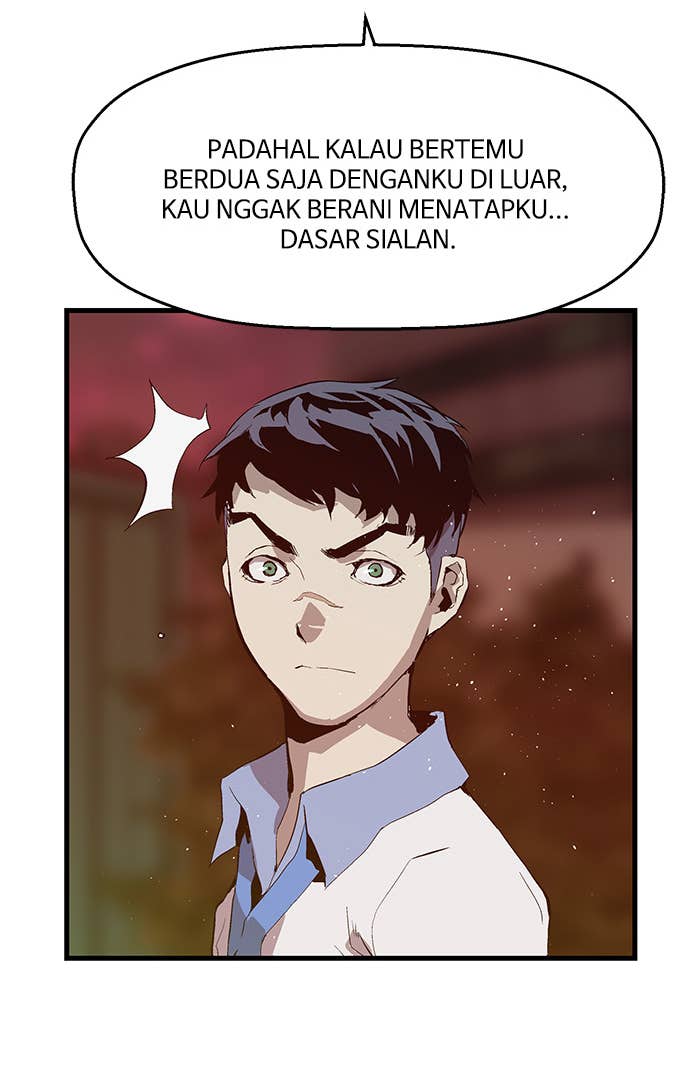 PADAHAL KALAU BERTEMU
BERDUA SAJA DENGANKU DI LUAR,
KAU NGGAK BERANI MENATAPKU...
DASAR SIALAN.